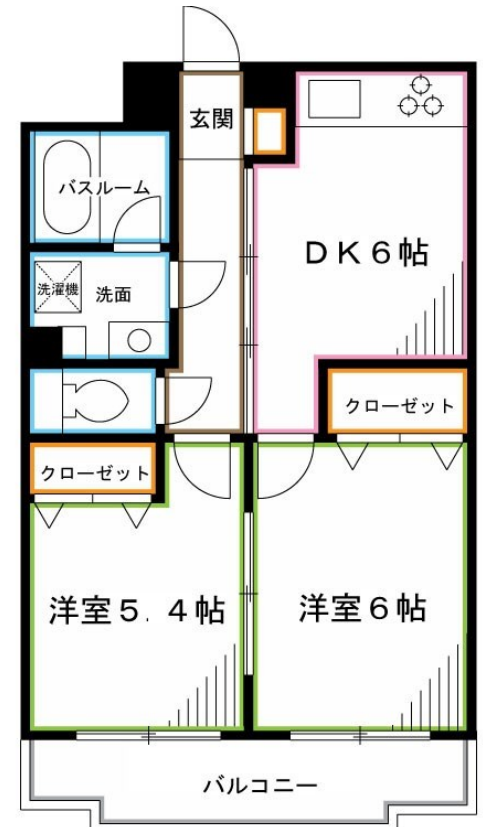 玄関
バスルーム
DK6帖
洗濯機
洗面
クローゼット
クローゼット
洋室5.4帖
洋室6帖
バルコニー